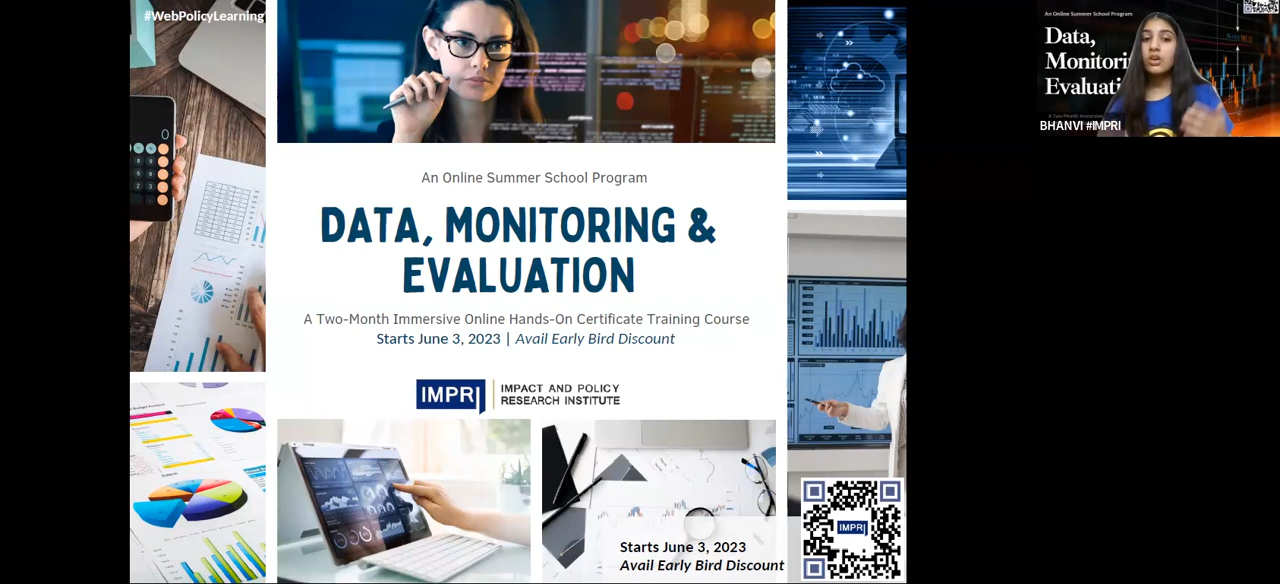 #WebPolicyLearning
An Online Summer School Program
DATA, MONITORING &
EVALUATION
A Two-Month Immersive Online Hands-On Certificate Training Course
Starts June 3, 2023 | Avail Early Bird Discount
IMPRI
IMPACT AND POLICY
RESEARCH INSTITUTE
Starts June 3, 2023
Avail Early Bird Discount
IMPRI
An Online Summer School Program
Data,
Monitori
Evaluati
BHANVI #IMPRI